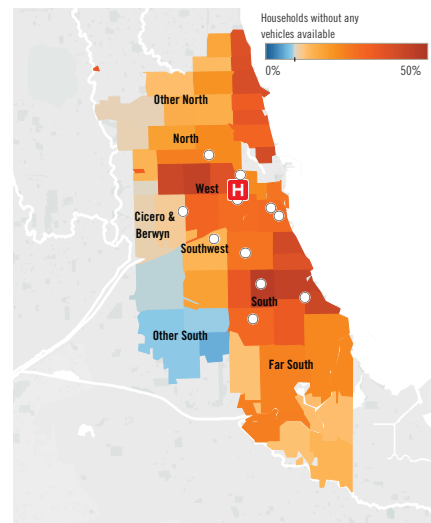 Households without any
vehicles available
0%
50%
Other North
North
West
H
Cicero &
Berwyn
Southwest
South
Other South
Far South